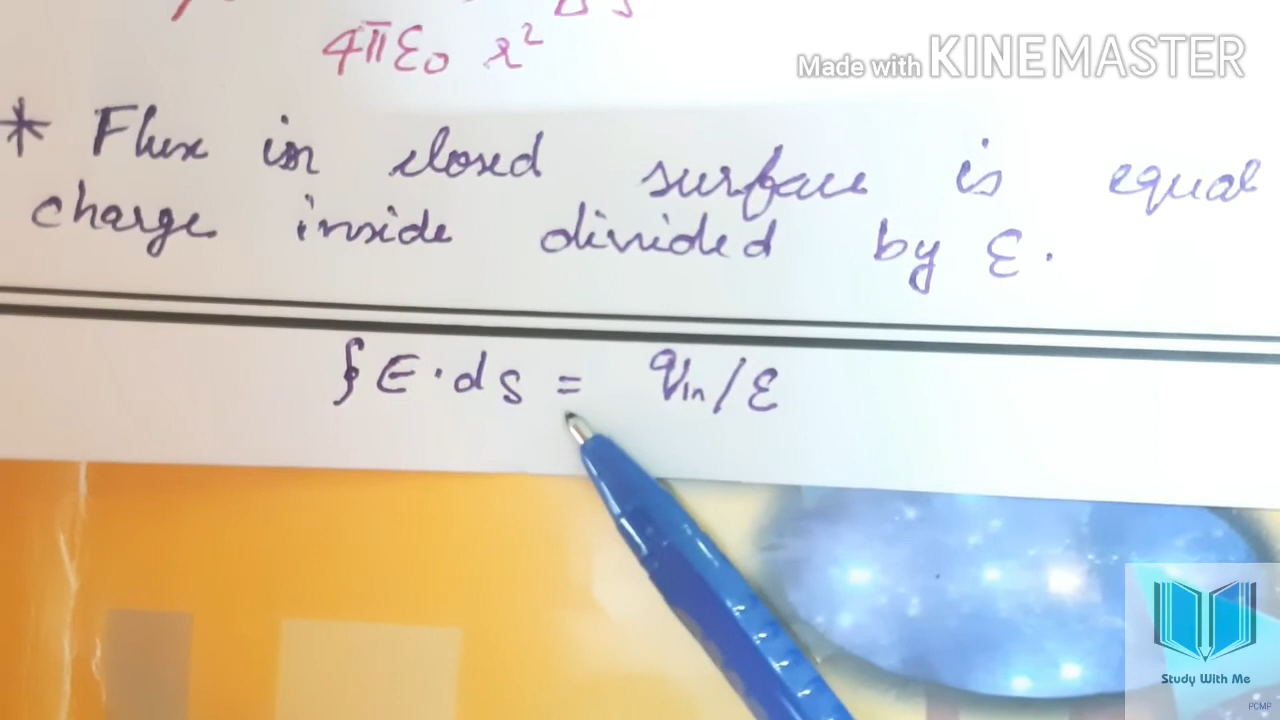 4πε₀ r²
Made with KINEMASTER
* Flux in closed surface is equal
charge inside divided by ε.
∮ E · ds = qin/ε
Study With Me
PCMP